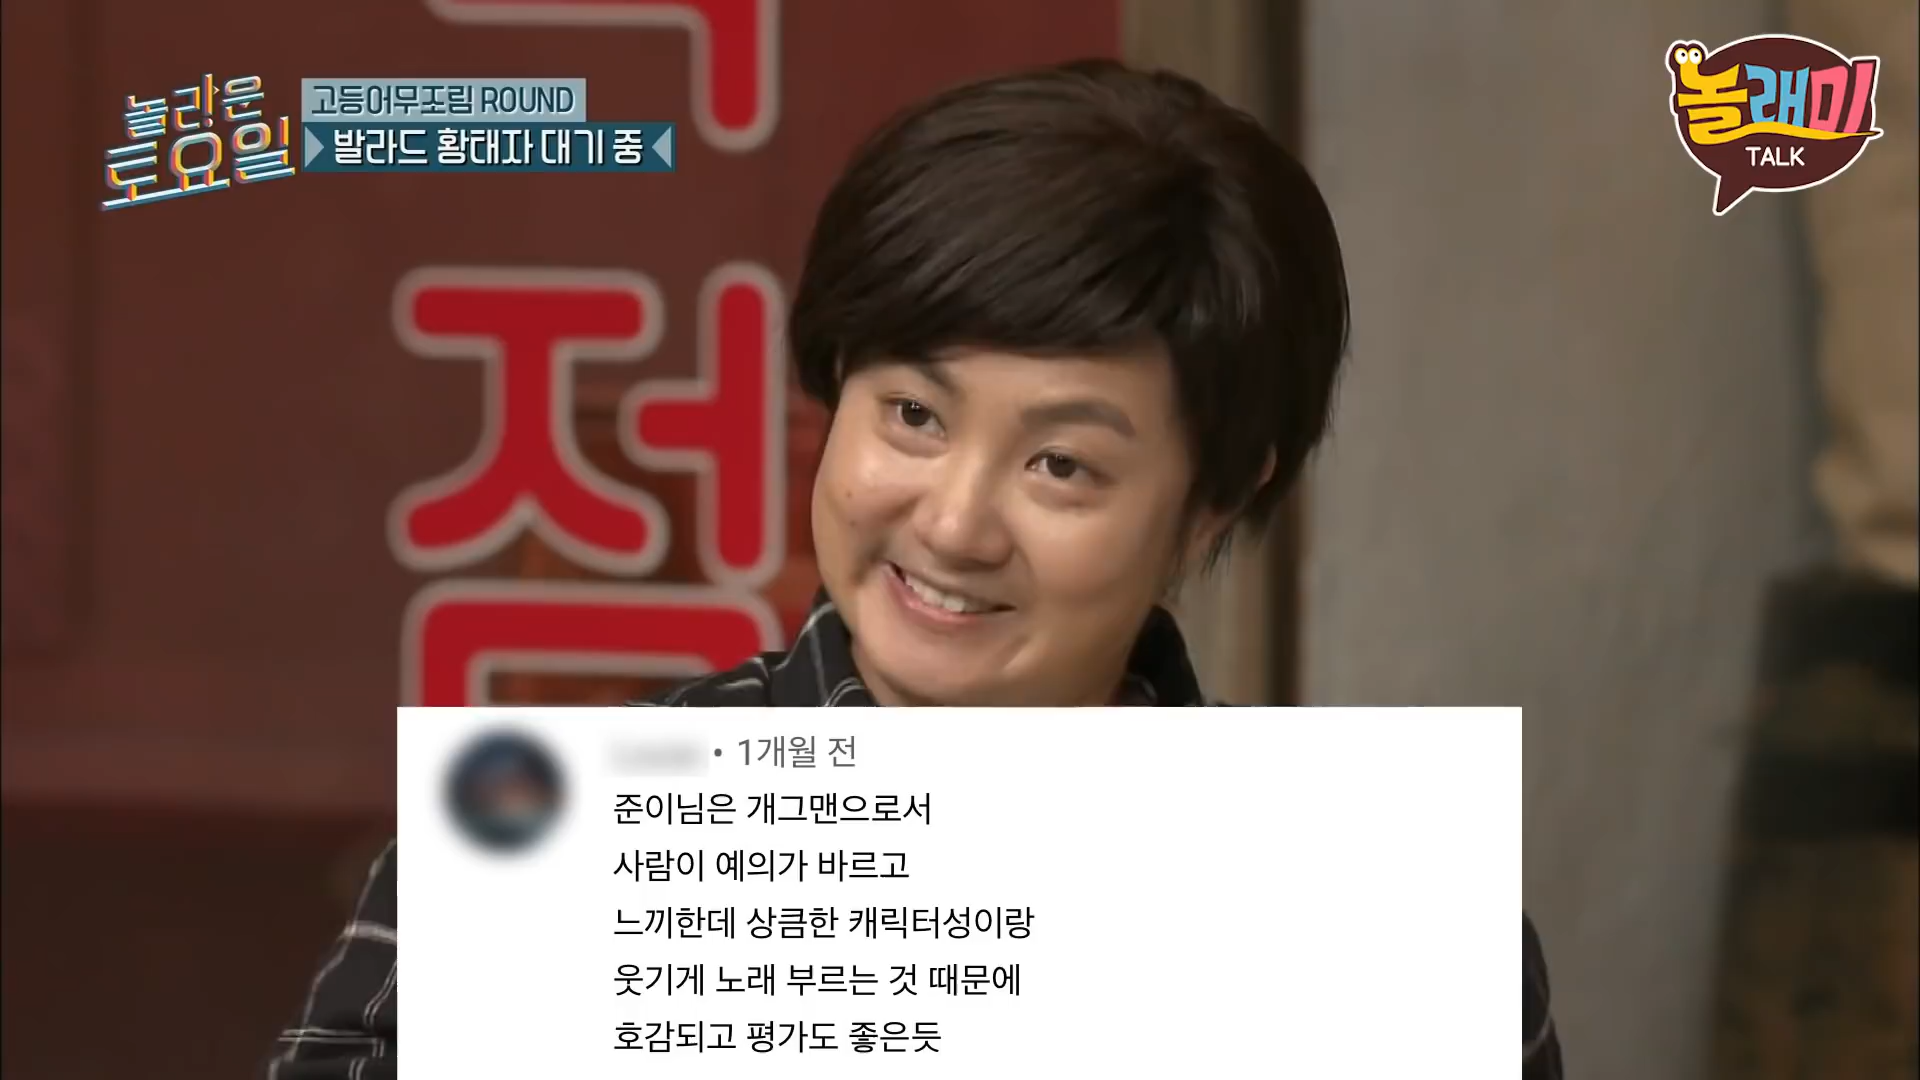 놀라운
토요일
고등어무조림 ROUND
발라드 황태자 대기 중
놀래미
TALK
점
1개월 전
준이님은 개그맨으로서
사람이 예의가 바르고
느끼한데 상큼한 캐릭터성이랑
웃기게 노래 부르는 것 때문에
호감되고 평가도 좋은듯